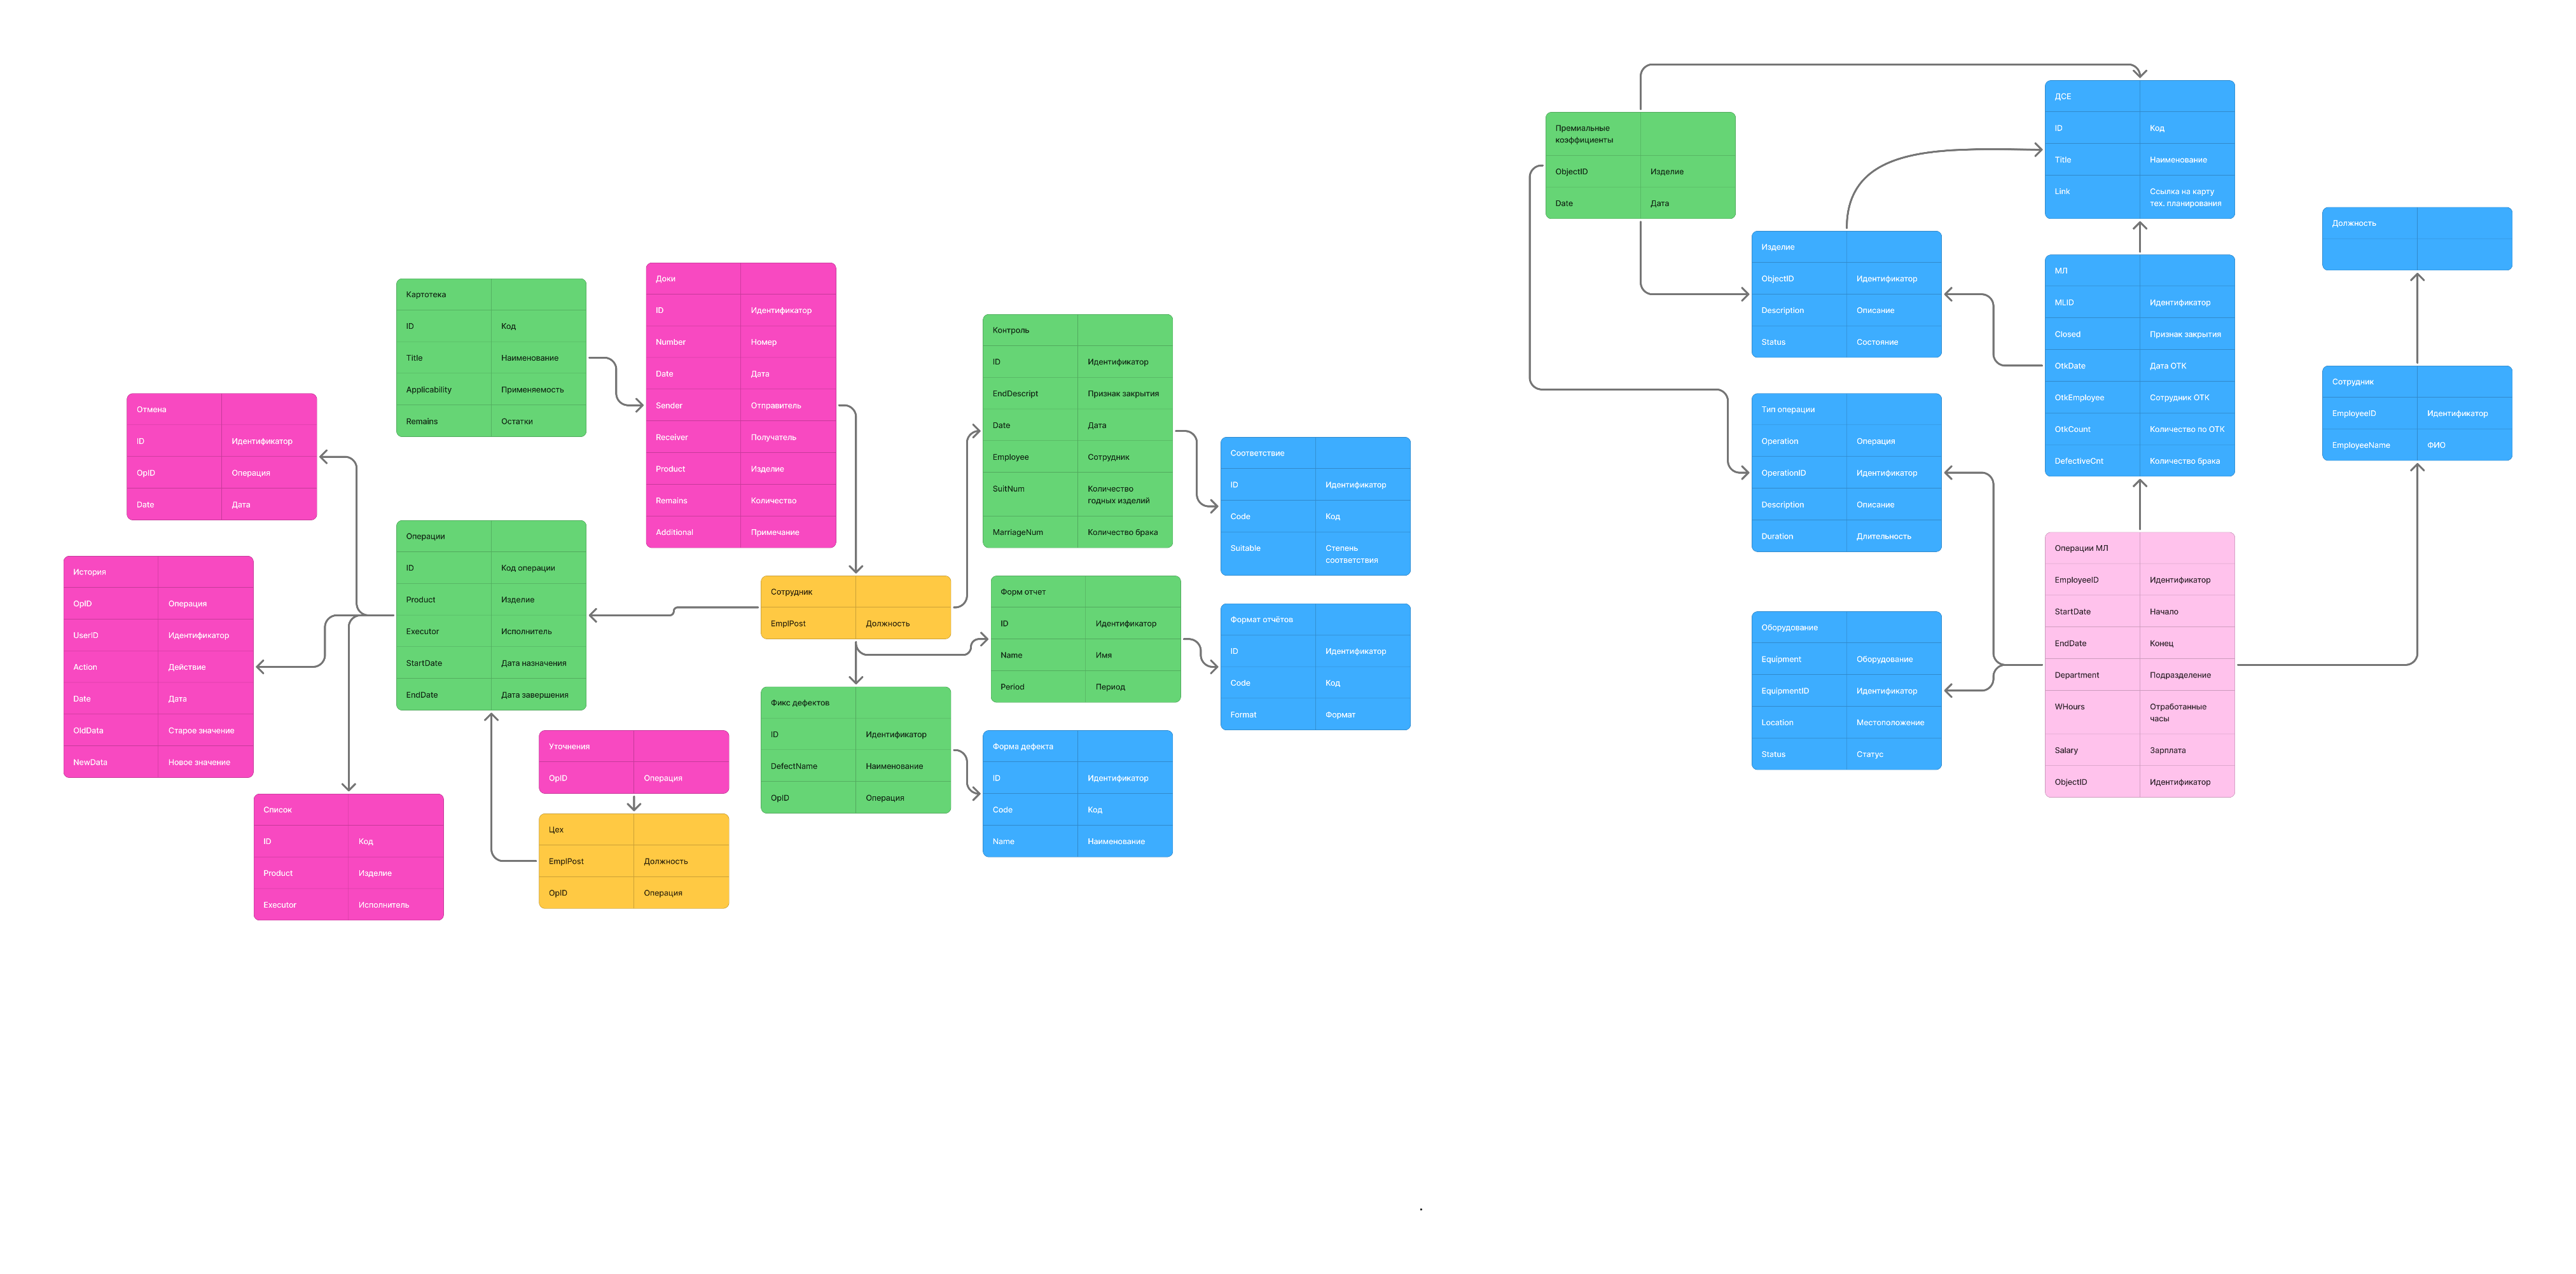 Отмена
ID Идентификатор
OpID Операция
Date Дата
История
OpID Операция
UserID Идентификатор
Action Действие
Date Дата
OldData Старое значение
NewData Новое значение
Список
ID Код
Product Изделие
Executor Исполнитель
Картотека
ID Код
Title Наименование
Applicability Применяемость
Remains Остатки
Операции
ID Код операции
Product Изделие
Executor Исполнитель
StartDate Дата назначения
EndDate Дата завершения
Уточнения
OpID Операция
Цех
EmplPost Должность
OpID Операция
Доки
ID Идентификатор
Number Номер
Date Дата
Sender Отправитель
Receiver Получатель
Product Изделие
Remains Количество
Additional Примечание
Сотрудник
EmplPost Должность
Фикс дефектов
ID Идентификатор
DefectName Наименование
OpID Операция
Контроль
ID Идентификатор
EndDescript Признак закрытия
Date Дата
Employee Сотрудник
SuitNum Количество
годных изделий
MarriageNum Количество брака
Форм отчет
ID Идентификатор
Name Имя
Period Период
Форма дефекта
ID Идентификатор
Code Код
Name Наименование
Соответствие
ID Идентификатор
Code Код
Suitable Степень
соответствия
Формат отчётов
ID Идентификатор
Code Код
Format Формат
Премиальные
коэффициенты
ObjectID Изделие
Date Дата
Изделие
ObjectID Идентификатор
Description Описание
Status Состояние
Тип операции
Operation Операция
OperationID Идентификатор
Description Описание
Duration Длительность
Оборудование
Equipment Оборудование
EquipmentID Идентификатор
Location Местоположение
Status Статус
ДСЕ
ID Код
Title Наименование
Link Ссылка на карту
тех. планирования
МЛ
MLID Идентификатор
Closed Признак закрытия
OtkDate Дата ОТК
OtkEmployee Сотрудник ОТК
OtkCount Количество по ОТК
DefectiveCnt Количество брака
Операции МЛ
EmployeeID Идентификатор
StartDate Начало
EndDate Конец
Department Подразделение
WHours Отработанные
часы
Salary Зарплата
ObjectID Идентификатор
Должность
Сотрудник
EmployeeID Идентификатор
EmployeeName ФИО